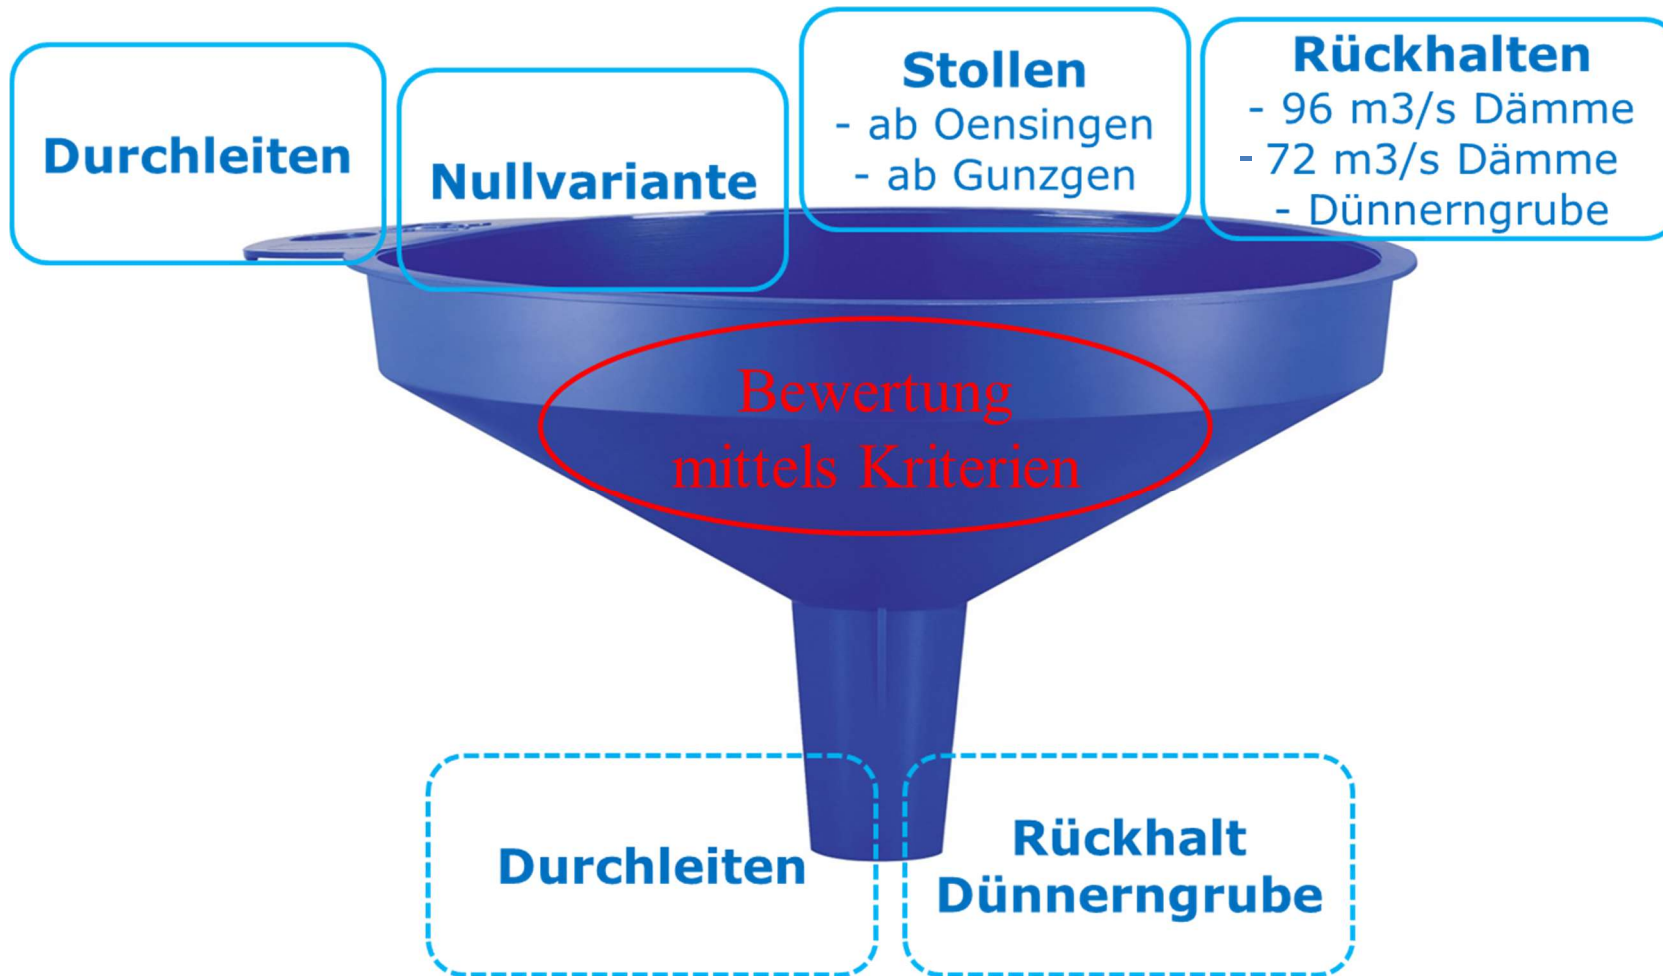 Durchleiten
Nullvariante
Stollen
- ab Oensingen
- ab Gunzgen
Rückhalten
- 96 m3/s Dämme
- 72 m3/s Dämme
- Dünnerngrube
Bewertung
mittels Kriterien
Durchleiten
Rückhalt
Dünnerngrube